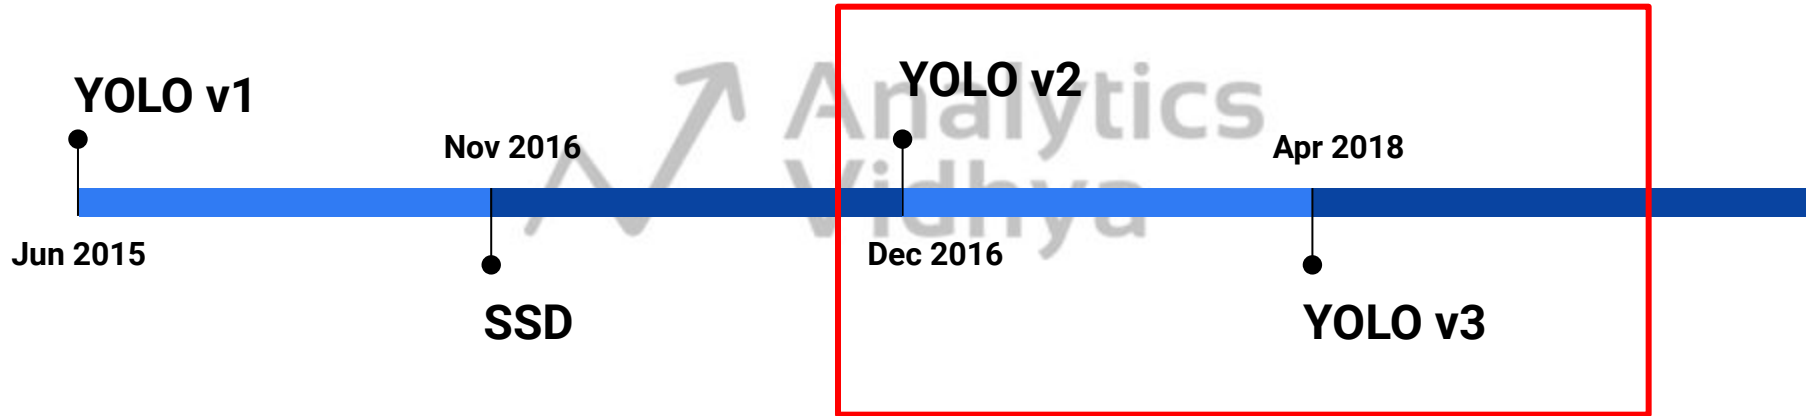 YOLO v1
Jun 2015
Nov 2016
SSD
YOLO v2
Dec 2016
Apr 2018
YOLO v3
Analytics
Vidhya